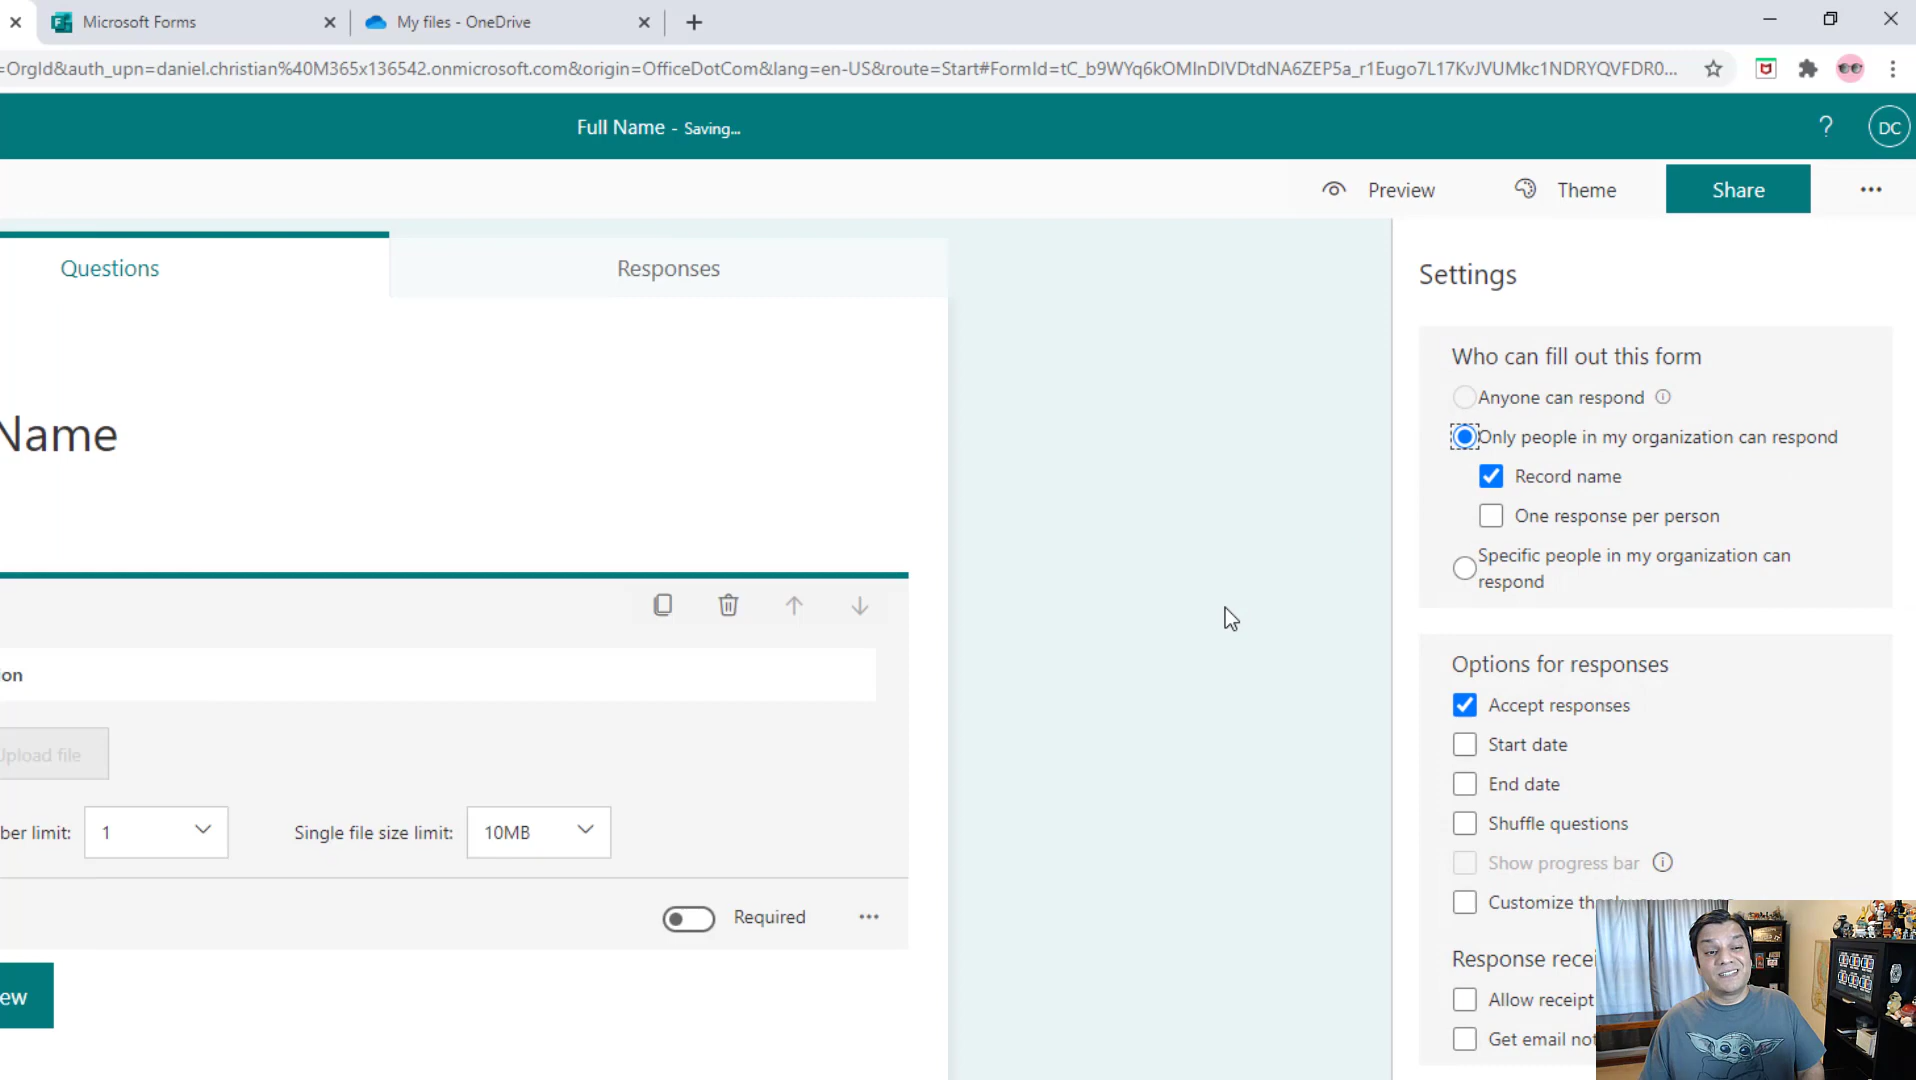 Microsoft Forms
My files - OneDrive
=OrgId&auth_upn=daniel.christian%40M365x136542.onmicrosoft.com&origin=OfficeDotCom&lang=en-US&route=Start#FormId=tC_b9WYq6kOMInDIVDtdNA6ZEP5a_r1Eugo7L17KvJVUMkc1NDRYQVFDR0...
Full Name - Saving...
? DC
Preview
Theme
Share
Questions
Responses
Settings
Name
Who can fill out this form
Anyone can respond
Only people in my organization can respond
Record name
One response per person
Specific people in my organization can
respond
ion
Upload file
ber limit: 1
Single file size limit: 10MB
Required
ew
Options for responses
Accept responses
Start date
End date
Shuffle questions
Show progress bar
Customize th
Response recei
Allow receipt
Get email not